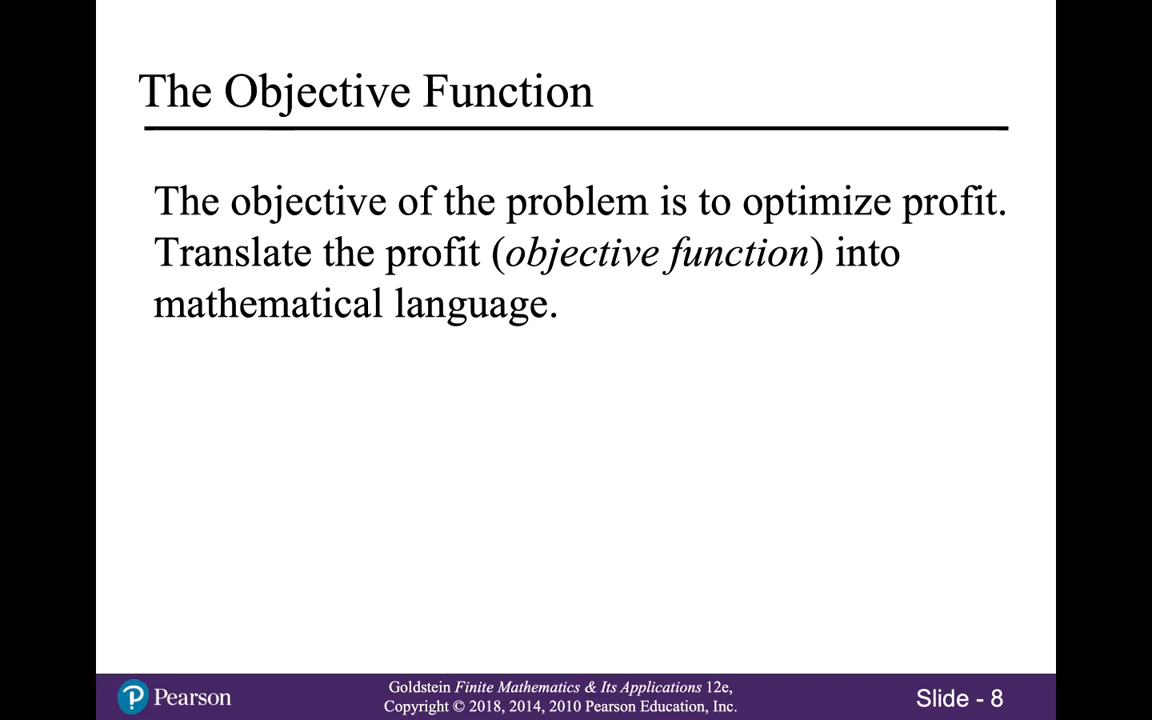 The Objective Function
The objective of the problem is to optimize profit.
Translate the profit (objective function) into
mathematical language.
Pearson
Goldstein Finite Mathematics & Its Applications 12e,
Copyright © 2018, 2014, 2010 Pearson Education, Inc.
Slide - 8